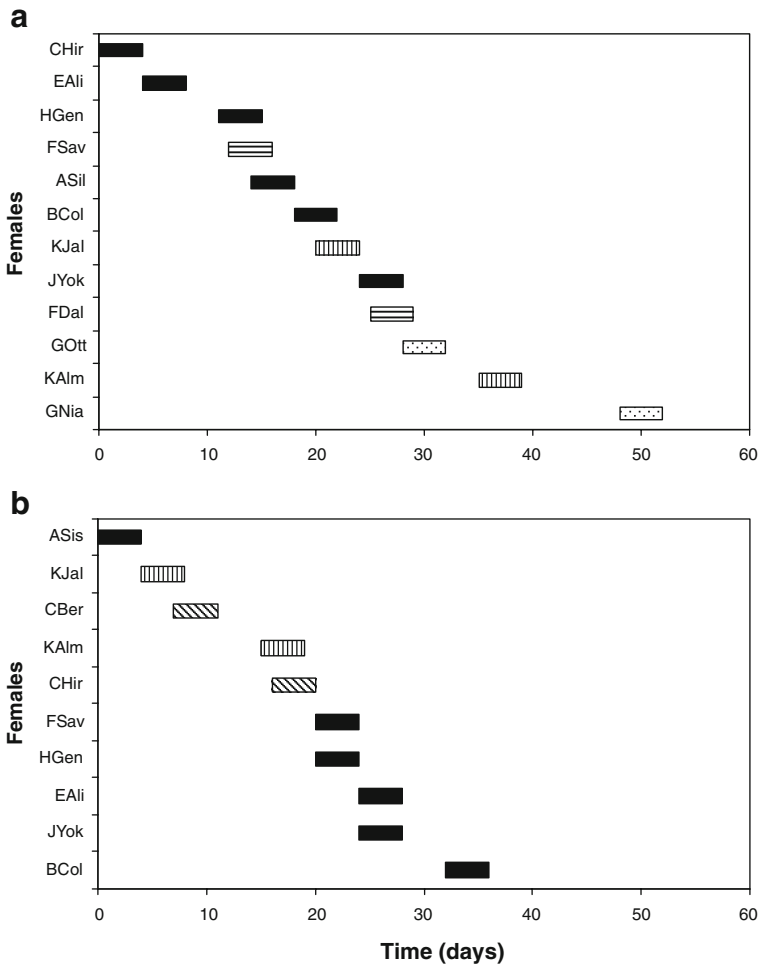 a
CHir
EAli
HGen
FSav
ASil
BCol
KJal
JYok
FDal
GOtt
KAlm
GNia
Females
0 10 20 30 40 50 60
b
ASis
KJal
CBer
KAlm
CHir
FSav
HGen
EAli
JYok
BCol
Females
0 10 20 30 40 50 60
Time (days)